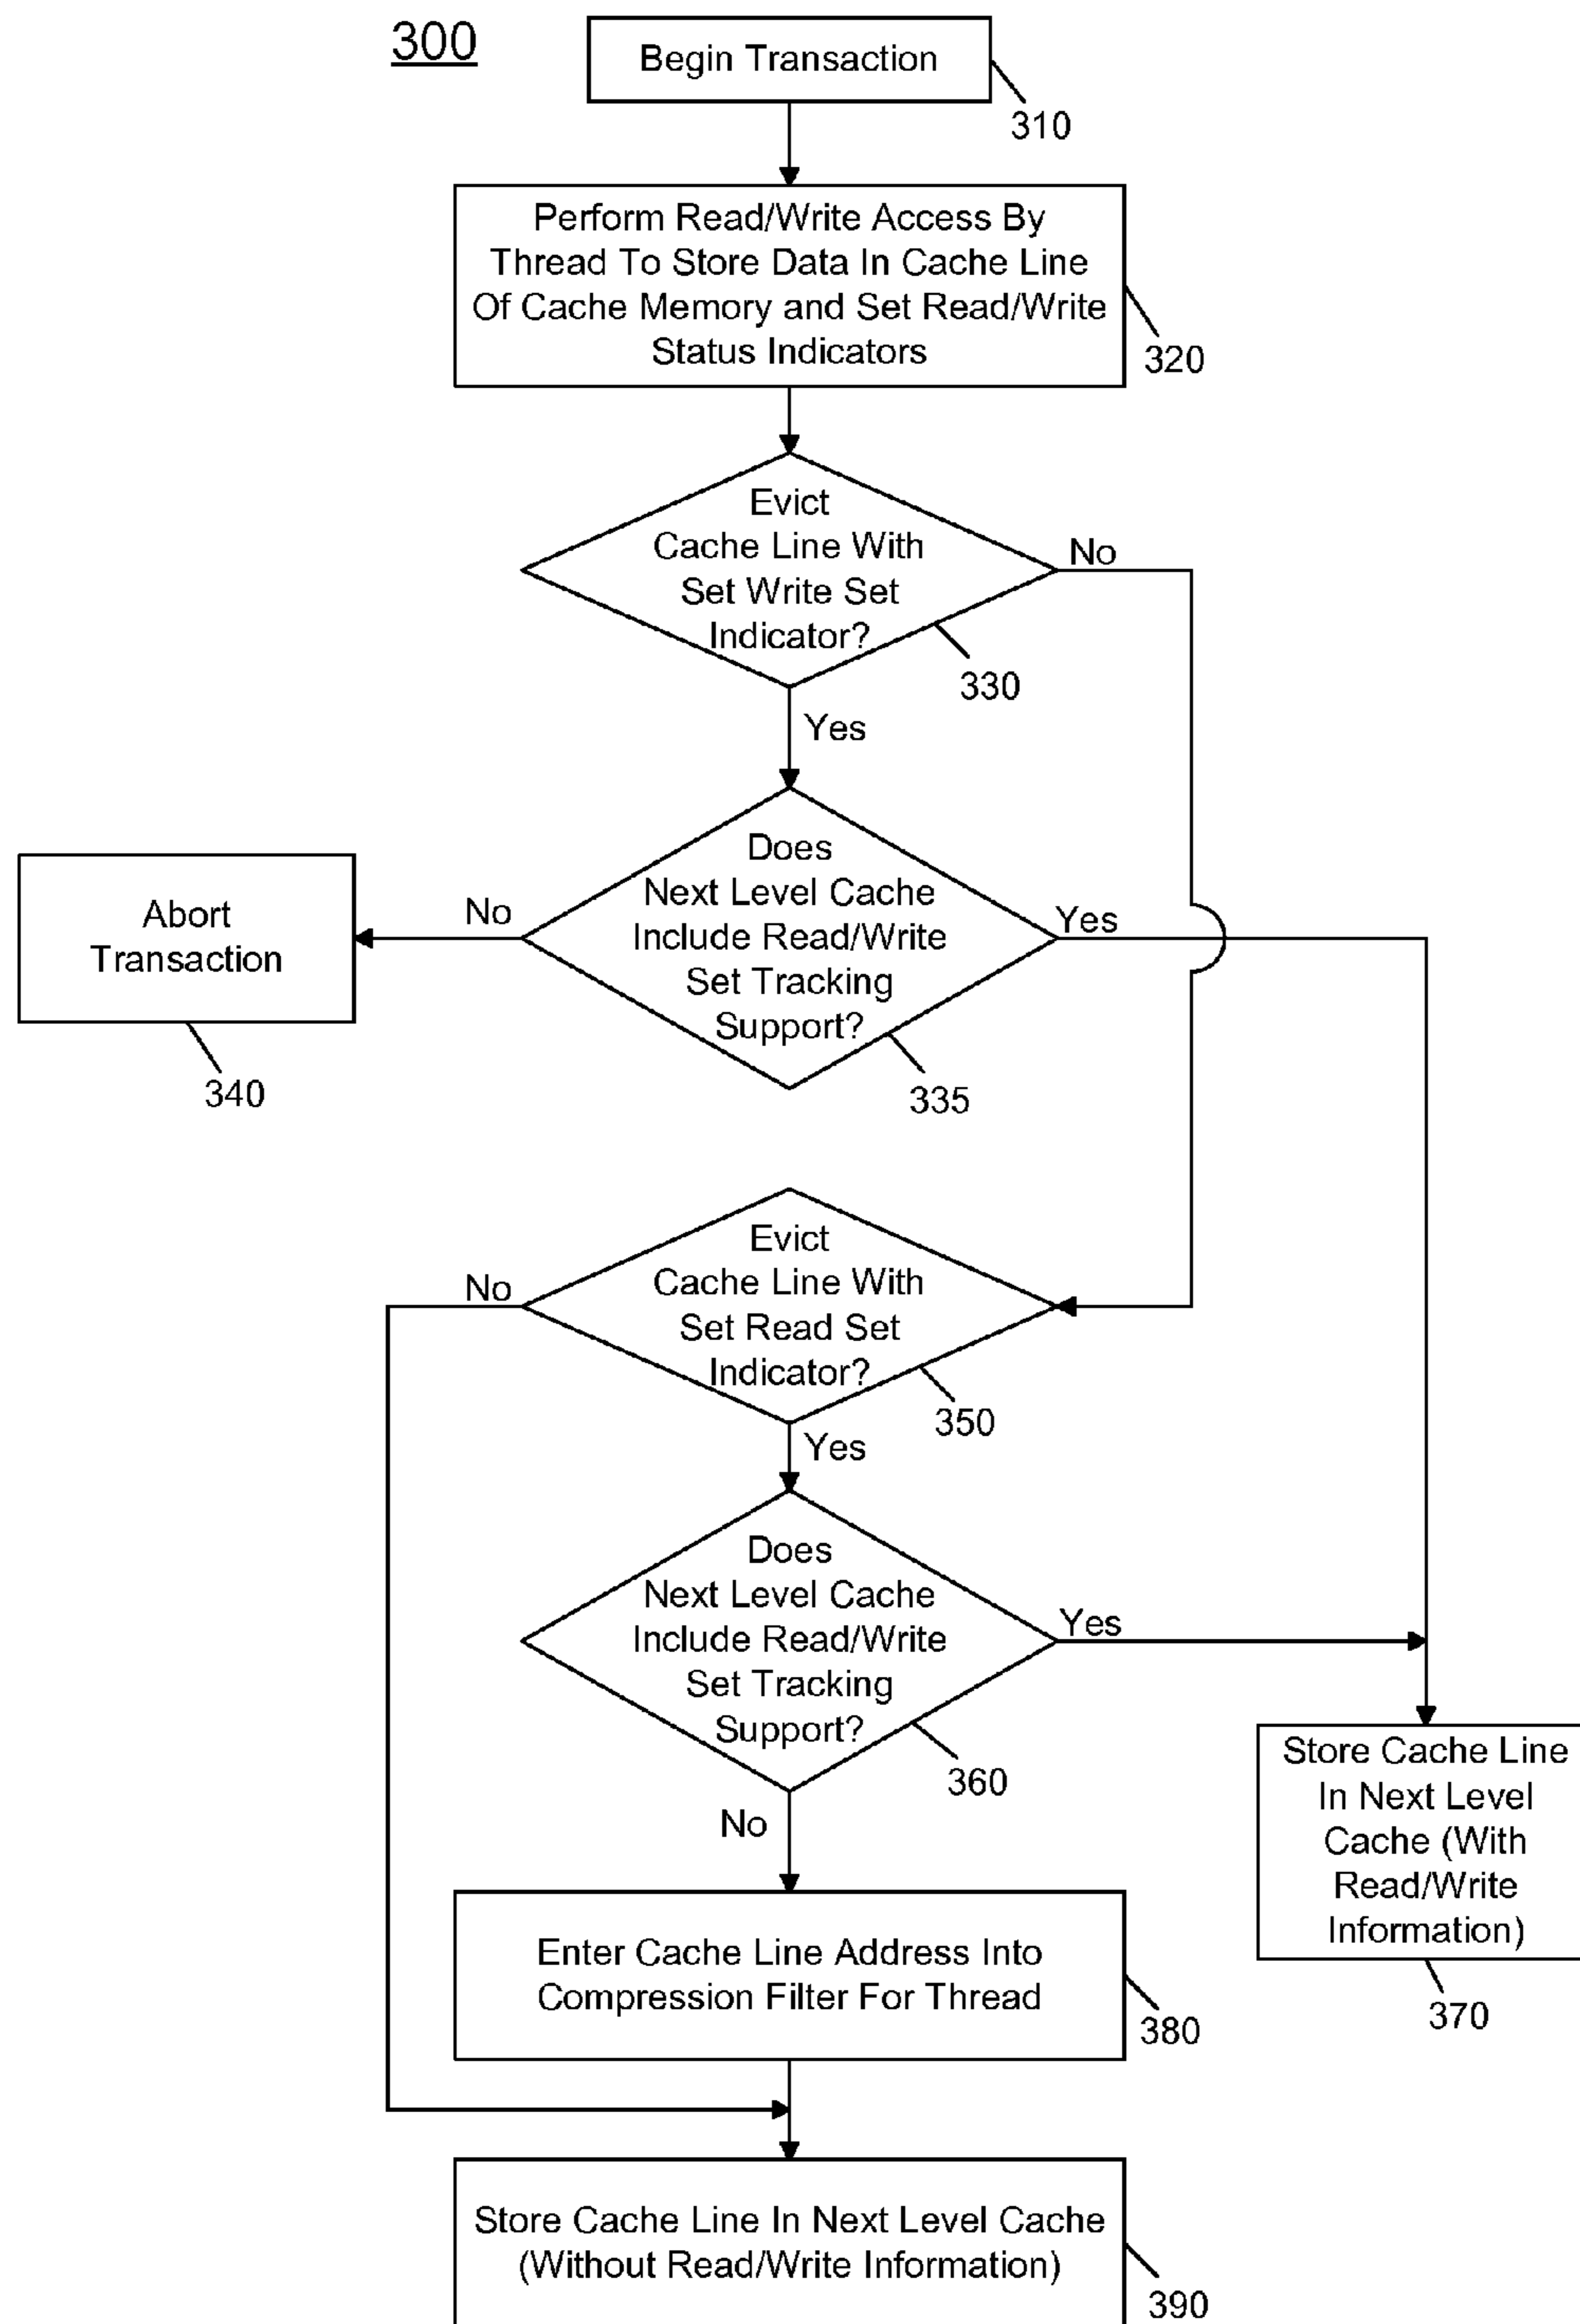 300
Begin Transaction
310
Perform Read/Write Access By
Thread To Store Data In Cache Line
Of Cache Memory and Set Read/Write
Status Indicators
320
Evict
Cache Line With
Set Write Set
Indicator?
No
330
Yes
Does
Next Level Cache
Include Read/Write
Set Tracking
Support?
No
Yes
Abort
Transaction
340
335
Evict
Cache Line With
Set Read Set
Indicator?
No
350
Yes
Does
Next Level Cache
Include Read/Write
Set Tracking
Support?
Yes
360
No
Store Cache Line
In Next Level
Cache (With
Read/Write
Information)
370
Enter Cache Line Address Into
Compression Filter For Thread
380
Store Cache Line In Next Level Cache
(Without Read/Write Information)
390